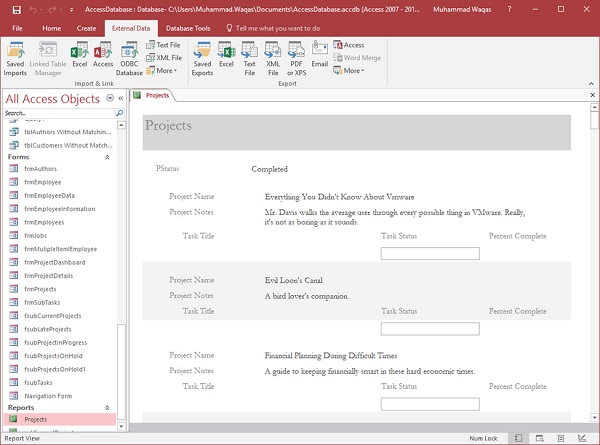 AccessDatabase : Database- C:\Users\Muhammad.Waqas\Documents\AccessDatabase.accdb (Access 2007 - 201... Muhammad Waqas
File Home Create External Data Database Tools Tell me what you want to do
Saved Imports
Linked Table Manager
Excel
Access
ODBC Database
Text File
XML File
More
Import & Link
Saved Exports
Excel
Text File
XML File
PDF or XPS
Email
Access
Word Merge
More
Export
All Access Objects
Search...
tblAuthors Without Matchin...
tblCustomers Without Match...
Forms
frmAuthors
frmEmployee
frmEmployeeData
frmEmployeeInformation
frmEmployees
frmJobs
frmMulipleItemIEmployee
frmProjectDashboard
frmProjectDetails
frmProjects
frmSubTasks
fsubCurrentProjects
fsubLateProjects
fsubProjectInProgress
fsubProjectsOnHold
fsubProjectsOnHold1
fsubTasks
Navigation Form
Reports
Projects
Projects
Projects
PStatus Completed
Project Name Everything You Didn't Know About Vmware
Project Notes Mr. Davis walks the average user through every possible thing in VMware. Really,
it's not as boring as it sounds.
Task Title Task Status Percent Complete
Project Name Evil Loon's Canal
Project Notes A bird lover's companion.
Task Title Task Status Percent Complete
Project Name Financial Planning During Difficult Times
Project Notes A guide to keeping financially smart in these hard economic times.
Task Title Task Status Percent Complete
Report View Num Lock